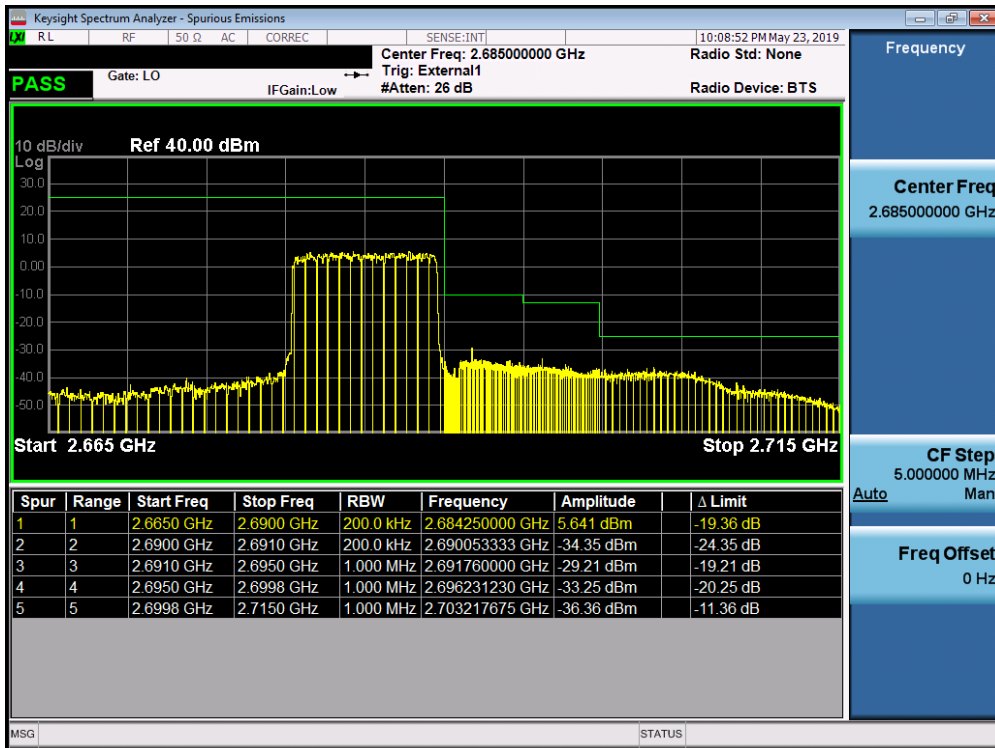 Keysight Spectrum Analyzer - Spurious Emissions
LXI RL RF 50 Ω AC CORREC SENSE:INT 10:08:52 PM May 23, 2019
Center Freq: 2.685000000 GHz Radio Std: None
PASS Gate: LO Trig: External1
IFGain:Low #Atten: 26 dB Radio Device: BTS
10 dB/div Ref 40.00 dBm
Log
30.0
20.0
10.0
0.00
-10.0
-20.0
-30.0
-40.0
-50.0
Start 2.665 GHz Stop 2.715 GHz
Spur Range Start Freq Stop Freq RBW Frequency Amplitude Δ Limit
1 1 2.6650 GHz 2.6900 GHz 200.0 kHz 2.684250000 GHz 5.641 dBm -19.36 dB
2 2 2.6900 GHz 2.6910 GHz 200.0 kHz 2.690053333 GHz -34.35 dBm -24.35 dB
3 3 2.6910 GHz 2.6950 GHz 1.000 MHz 2.691760000 GHz -29.21 dBm -19.21 dB
4 4 2.6950 GHz 2.6998 GHz 1.000 MHz 2.696231230 GHz -33.25 dBm -20.25 dB
5 5 2.6998 GHz 2.7150 GHz 1.000 MHz 2.703217675 GHz -36.36 dBm -11.36 dB
MSG STATUS
Frequency
Center Freq
2.685000000 GHz
CF Step
5.000000 MHz
Auto Man
Freq Offset
0 Hz